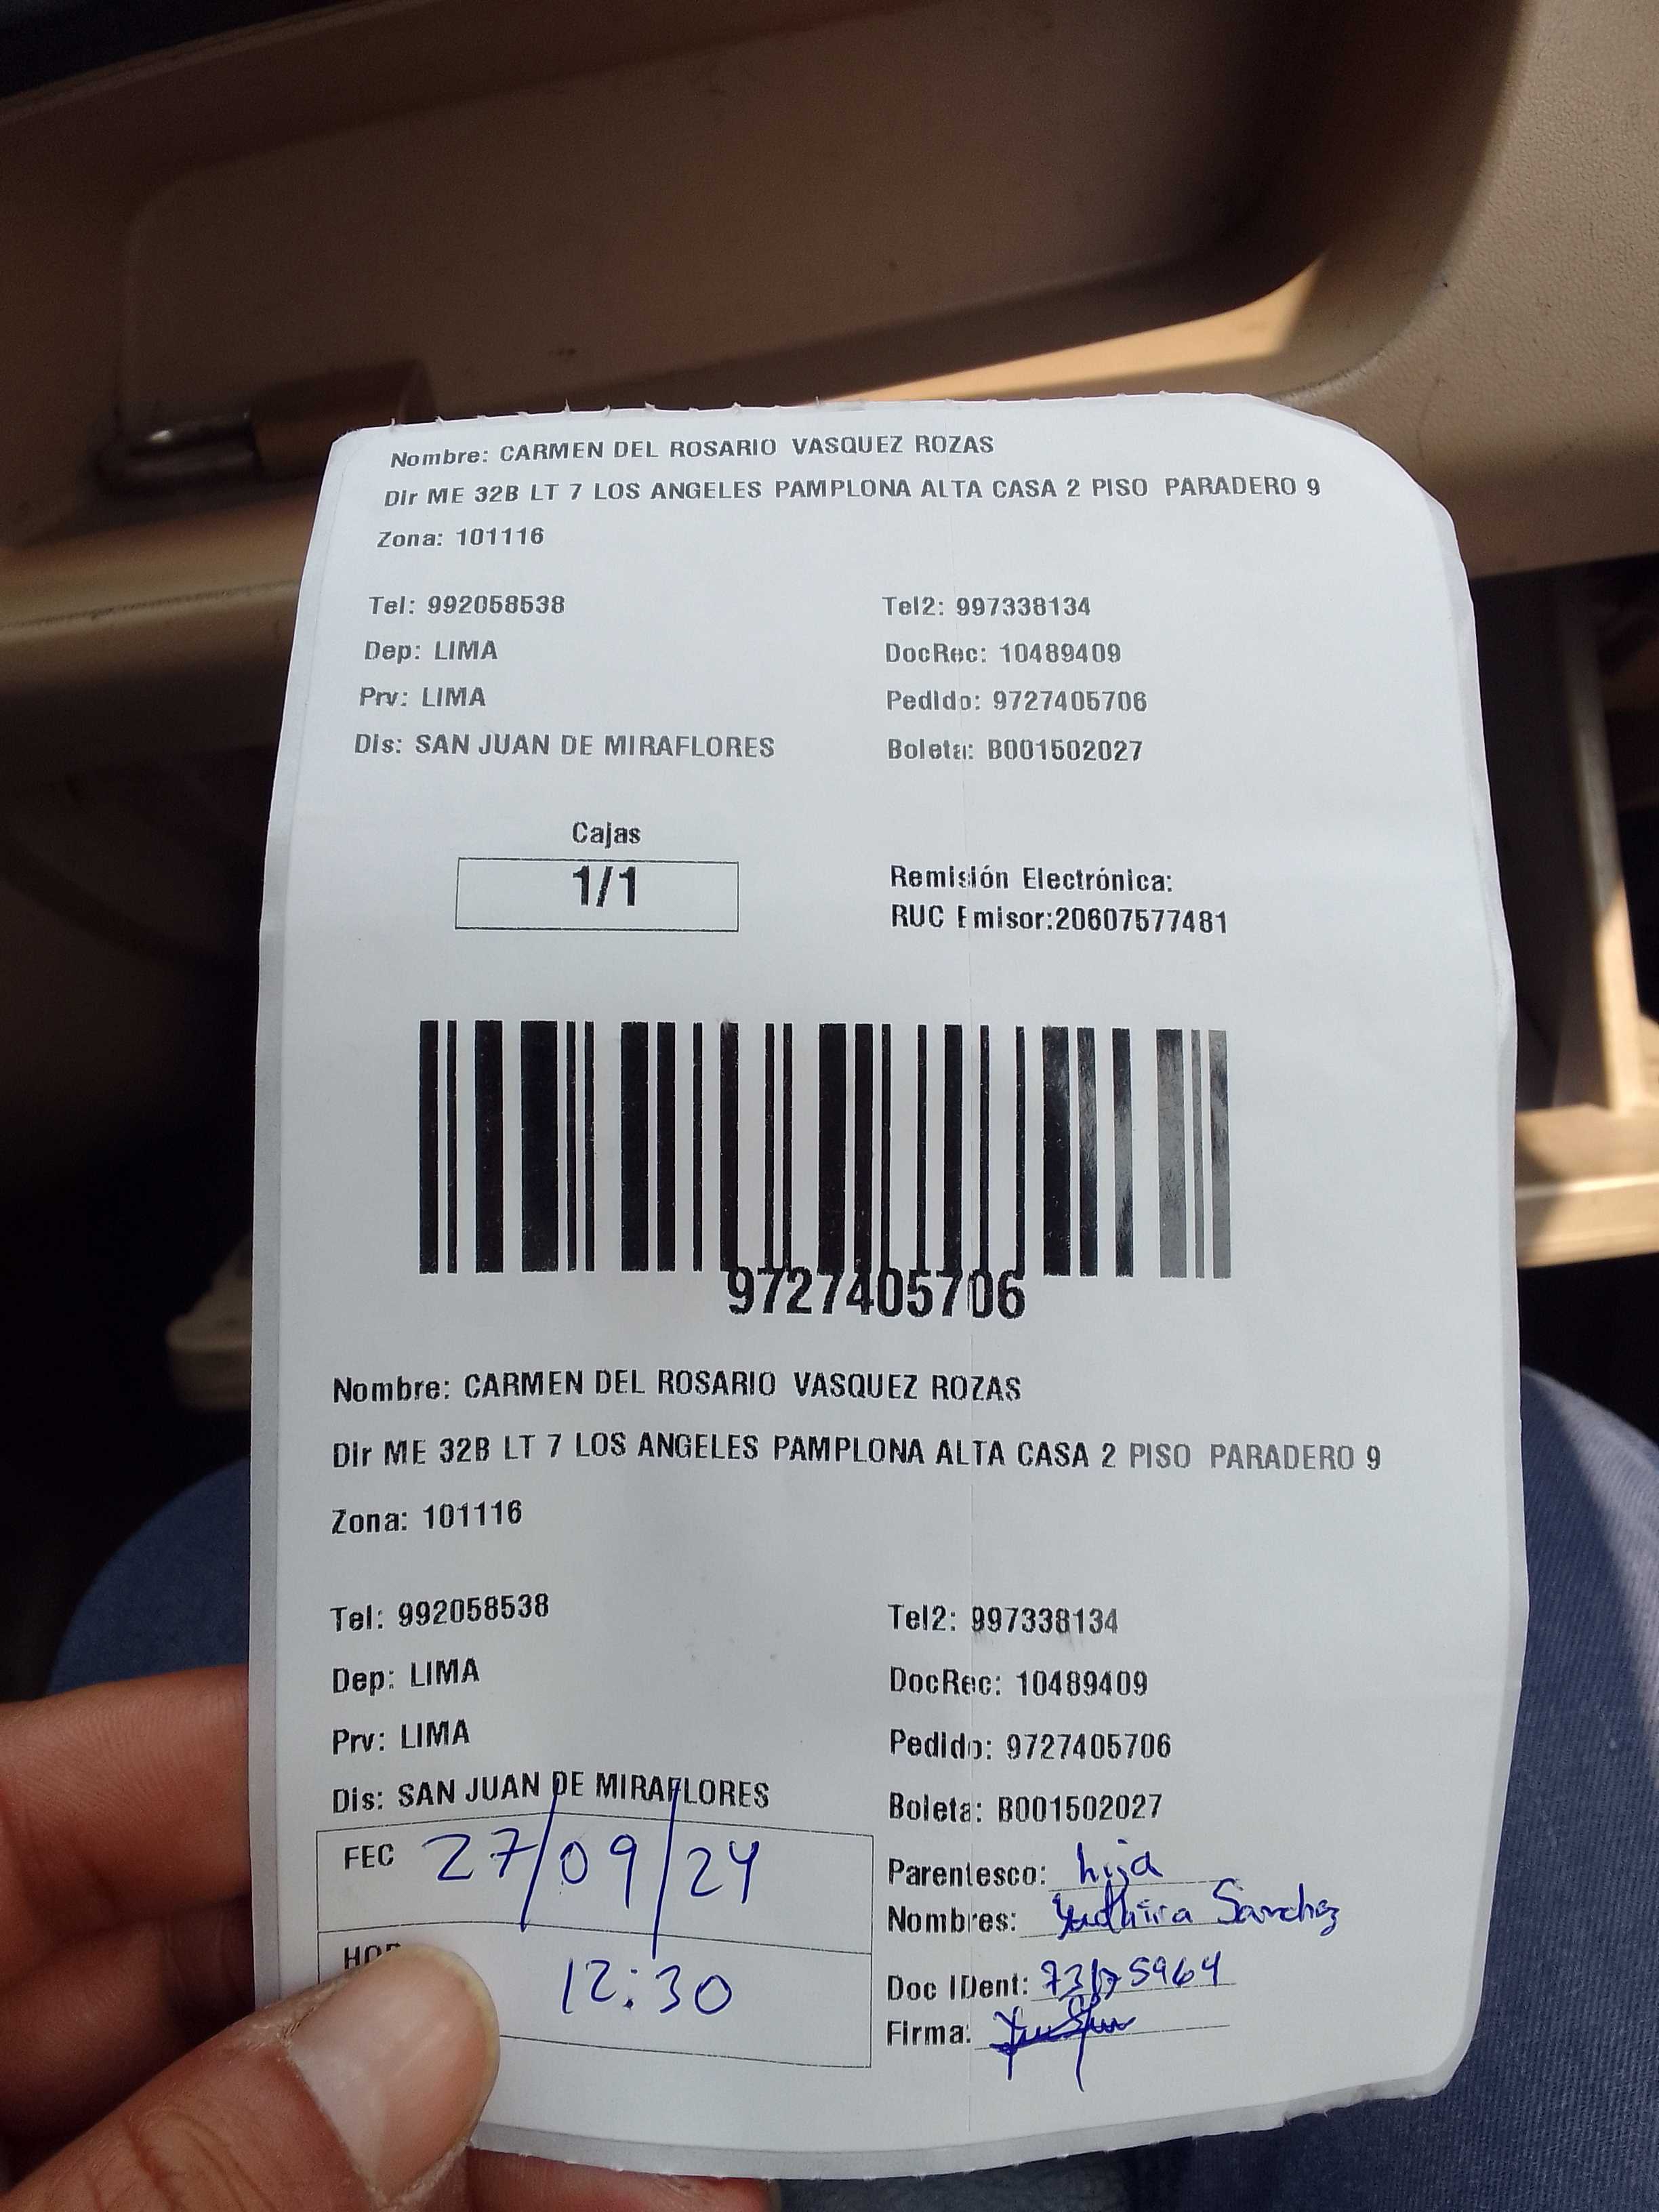 Nombre: CARMEN DEL ROSARIO VASQUEZ ROZAS
Dir ME 32B LT 7 LOS ANGELES PAMPLONA ALTA CASA 2 PISO PARADERO 9
Zona: 101116
Tel: 992058538 Tel2: 997338134
Dep: LIMA DocRec: 10489409
Prv: LIMA Pedido: 9727405706
Dis: SAN JUAN DE MIRAFLORES Boleta: B001502027
Cajas
1/1
Remisión Electrónica:
RUC Emisor:20607577481
9727405706
Nombre: CARMEN DEL ROSARIO VASQUEZ ROZAS
Dir ME 32B LT 7 LOS ANGELES PAMPLONA ALTA CASA 2 PISO PARADERO 9
Zona: 101116
Tel: 992058538 Tel2: 997338134
Dep: LIMA DocRec: 10489409
Prv: LIMA Pedido: 9727405706
Dis: SAN JUAN DE MIRAFLORES Boleta: B001502027
FEC 27/09/24
Parentesco: hija
Nombres: Sanchez
12:30
Doc IDent:
Firma: